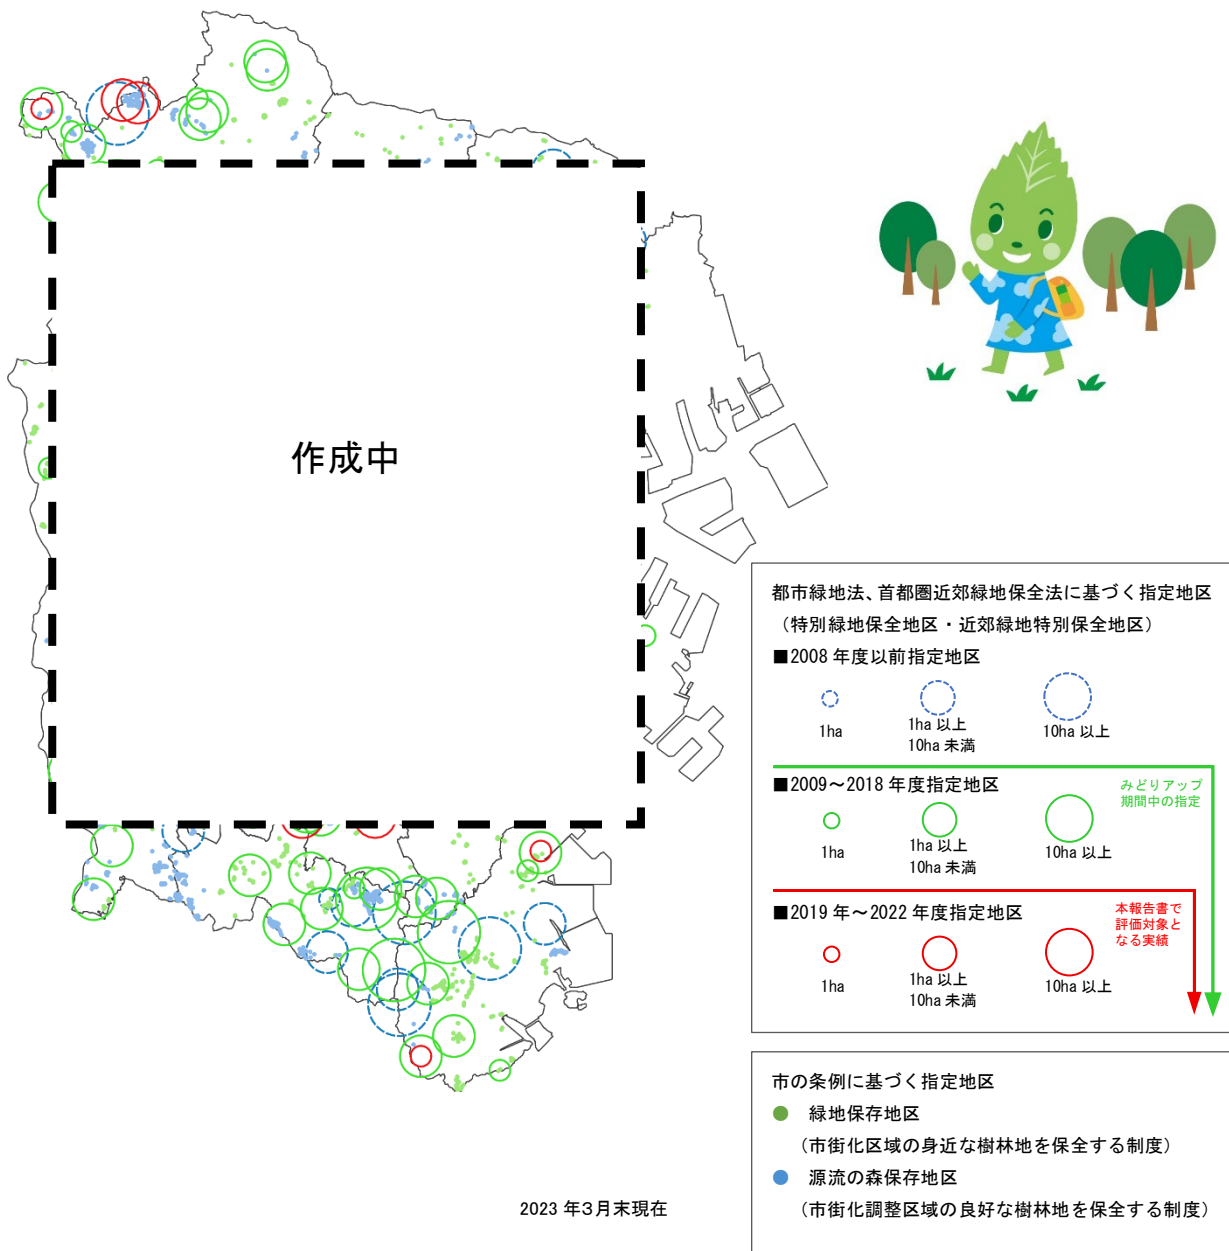 作成中
都市緑地法、首都圏近郊緑地保全法に基づく指定地区
（特別緑地保全地区・近郊緑地特別保全地区）
■2008 年度以前指定地区
1ha
1ha 以上
10ha 未満
10ha 以上
■2009～2018 年度指定地区
みどりアップ
期間中の指定
1ha
1ha 以上
10ha 未満
10ha 以上
■2019 年～2022 年度指定地区
本報告書で
評価対象と
なる実績
1ha
1ha 以上
10ha 未満
10ha 以上
市の条例に基づく指定地区
● 緑地保存地区
（市街化区域の身近な樹林地を保全する制度）
● 源流の森保存地区
（市街化調整区域の良好な樹林地を保全する制度）
2023 年３月末現在